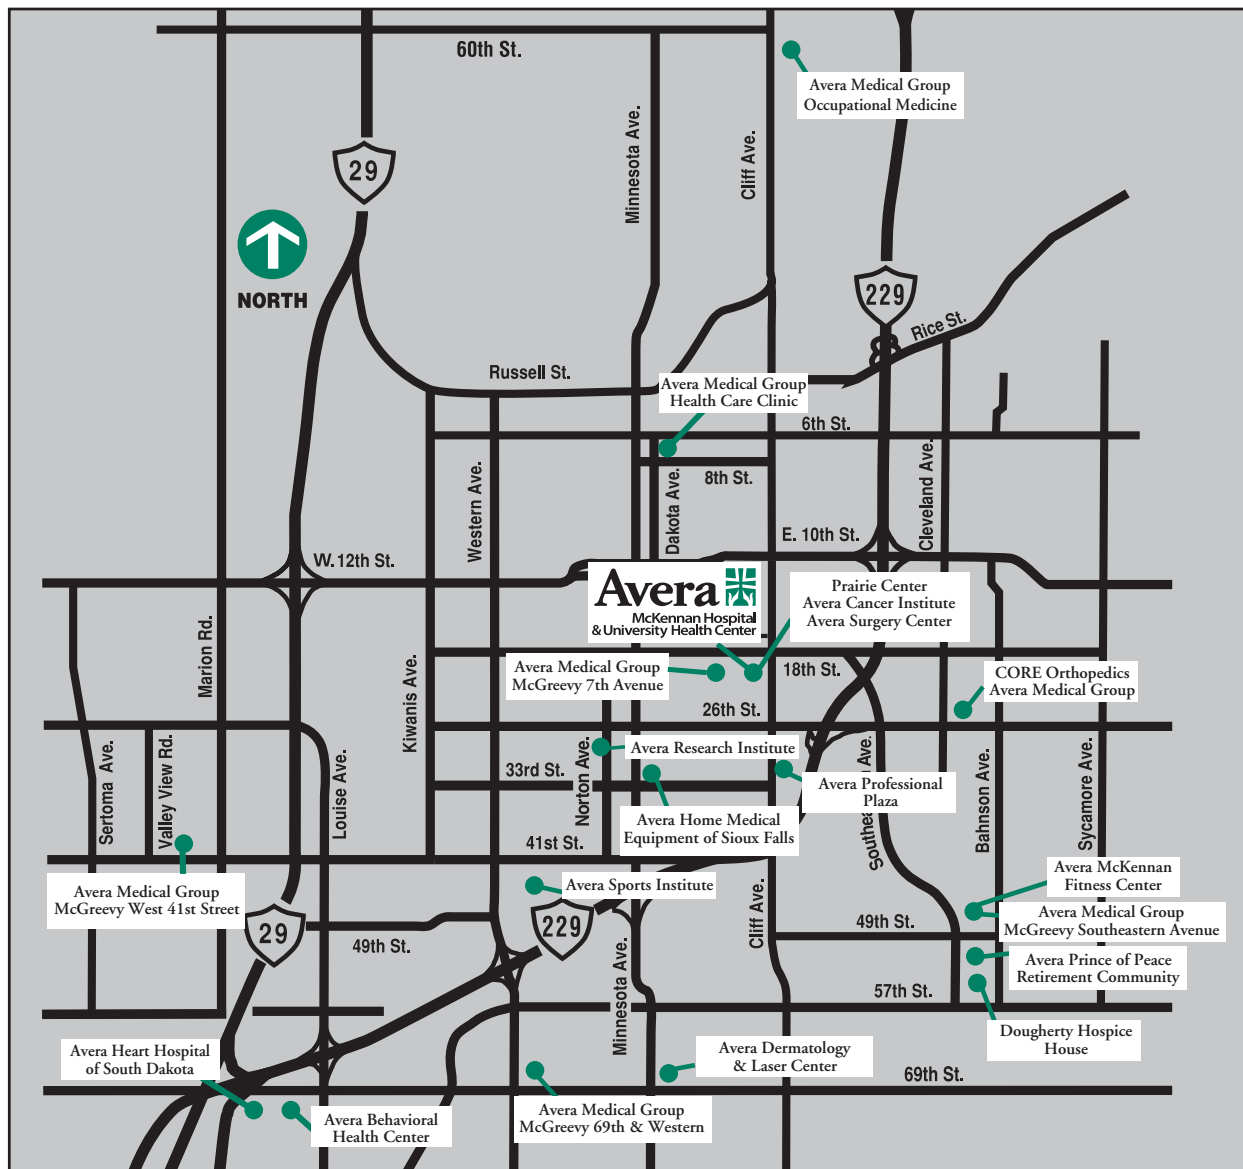 60th St.
Avera Medical Group
Occupational Medicine
Minnesota Ave.
Cliff Ave.
29
NORTH
229
Rice St.
Russell St.
Avera Medical Group
Health Care Clinic
6th St.
8th St.
Western Ave.
Dakota Ave.
Cleveland Ave.
E. 10th St.
W. 12th St.
Avera
McKennan Hospital
& University Health Center
Prairie Center
Avera Cancer Institute
Avera Surgery Center
Marion Rd.
Avera Medical Group
McGreevy 7th Avenue
18th St.
CORE Orthopedics
Avera Medical Group
Kiwanis Ave.
26th St.
Sertoma Ave.
Valley View Rd.
Louise Ave.
Norton Ave.
Avera Research Institute
33rd St.
Avera Professional
Plaza
Avera Home Medical
Equipment of Sioux Falls
Bahnson Ave.
Sycamore Ave.
41st St.
Avera Medical Group
McGreevy West 41st Street
Avera Sports Institute
Avera McKennan
Fitness Center
Avera Medical Group
McGreevy Southeastern Avenue
29
49th St.
229
Cliff Ave.
49th St.
Avera Prince of Peace
Retirement Community
Minnesota Ave.
57th St.
Dougherty Hospice
House
Avera Heart Hospital
of South Dakota
Avera Dermatology
& Laser Center
69th St.
Avera Behavioral
Health Center
Avera Medical Group
McGreevy 69th & Western